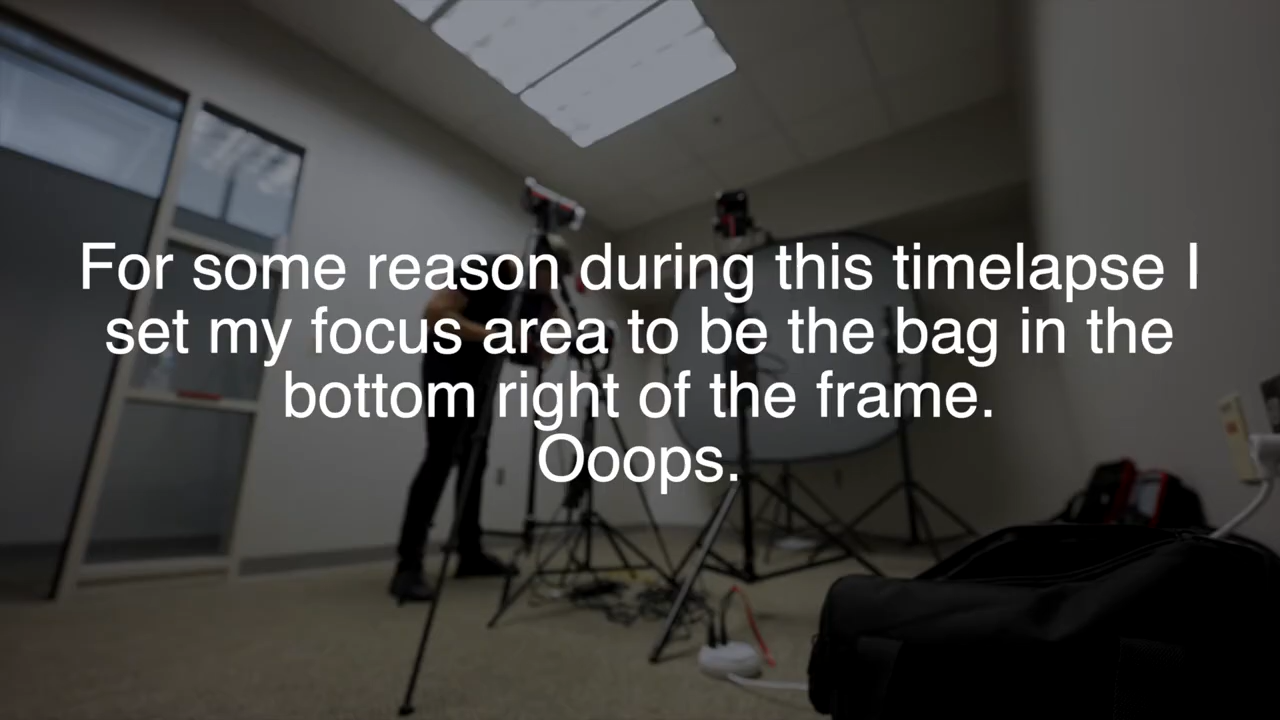 For some reason during this timelapse I
set my focus area to be the bag in the
bottom right of the frame.
Ooops.